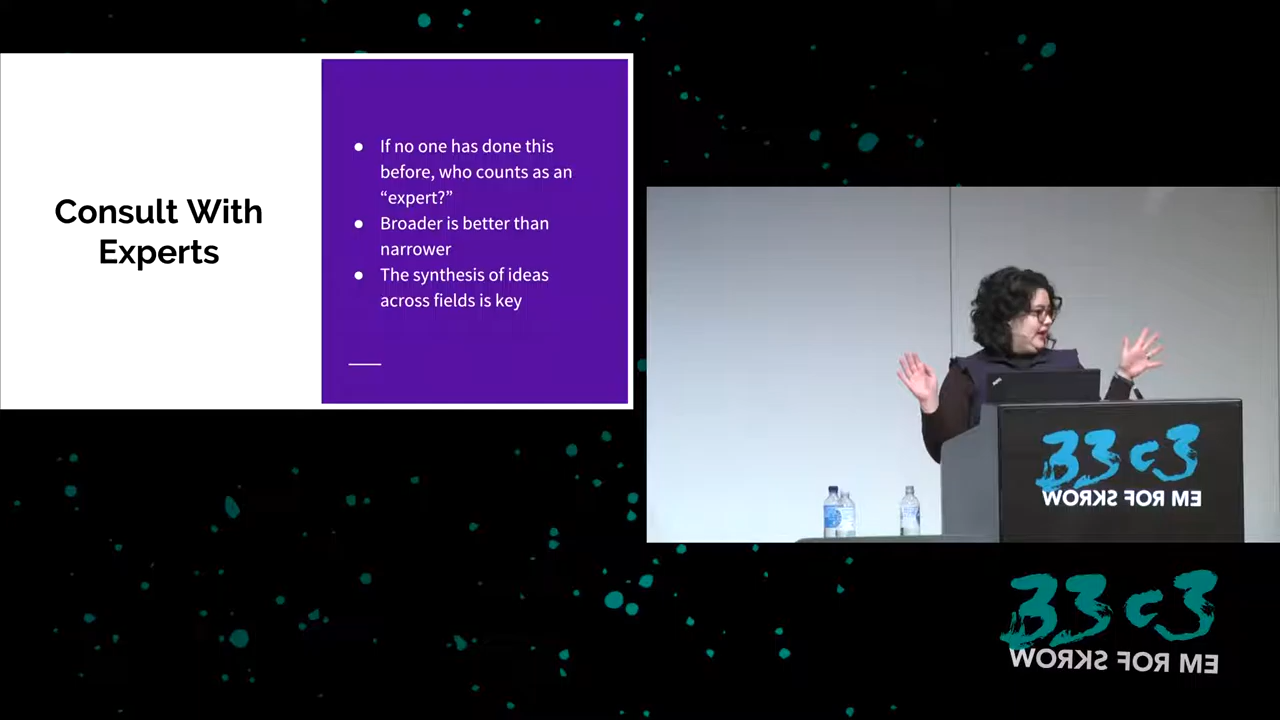 Consult With
Experts
● If no one has done this
before, who counts as an
“expert?”
● Broader is better than
narrower
● The synthesis of ideas
across fields is key
33c3
WORKS FOR ME
33c3
WORKS FOR ME